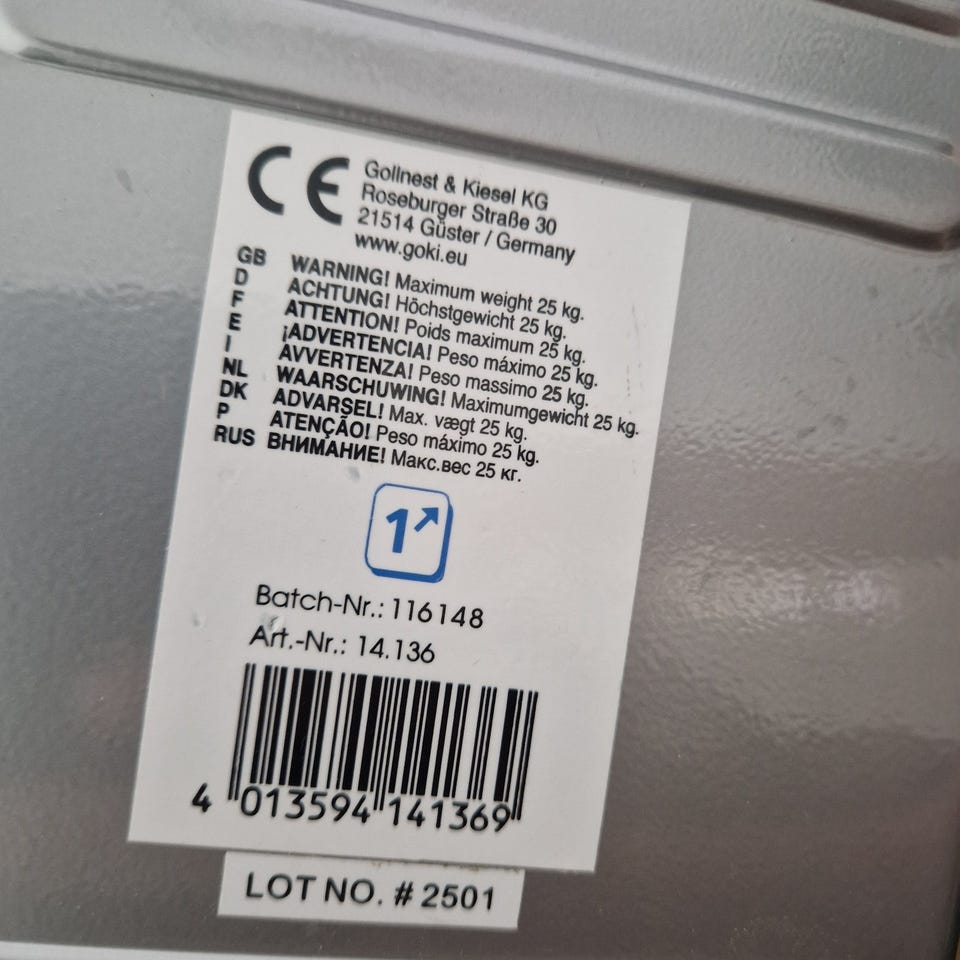 CE
Gollnest & Kiesel KG
Roseburger Straße 30
21514 Güster / Germany
www.goki.eu
GB WARNING! Maximum weight 25 kg.
D ACHTUNG! Höchstgewicht 25 kg.
F ATTENTION! Poids maximum 25 kg.
E ¡ADVERTENCIA! Peso máximo 25 kg.
I AVVERTENZA! Peso massimo 25 kg.
NL WAARSCHUWING! Maximumgewicht 25 kg.
DK ADVARSEL! Max. vægt 25 kg.
P ATENÇÃO! Peso máximo 25 kg.
RUS ВНИМАНИЕ! Макс.вес 25 кг.
1↗
Batch-Nr.: 116148
Art.-Nr.: 14.136
4 013594 141369
LOT NO. # 2501